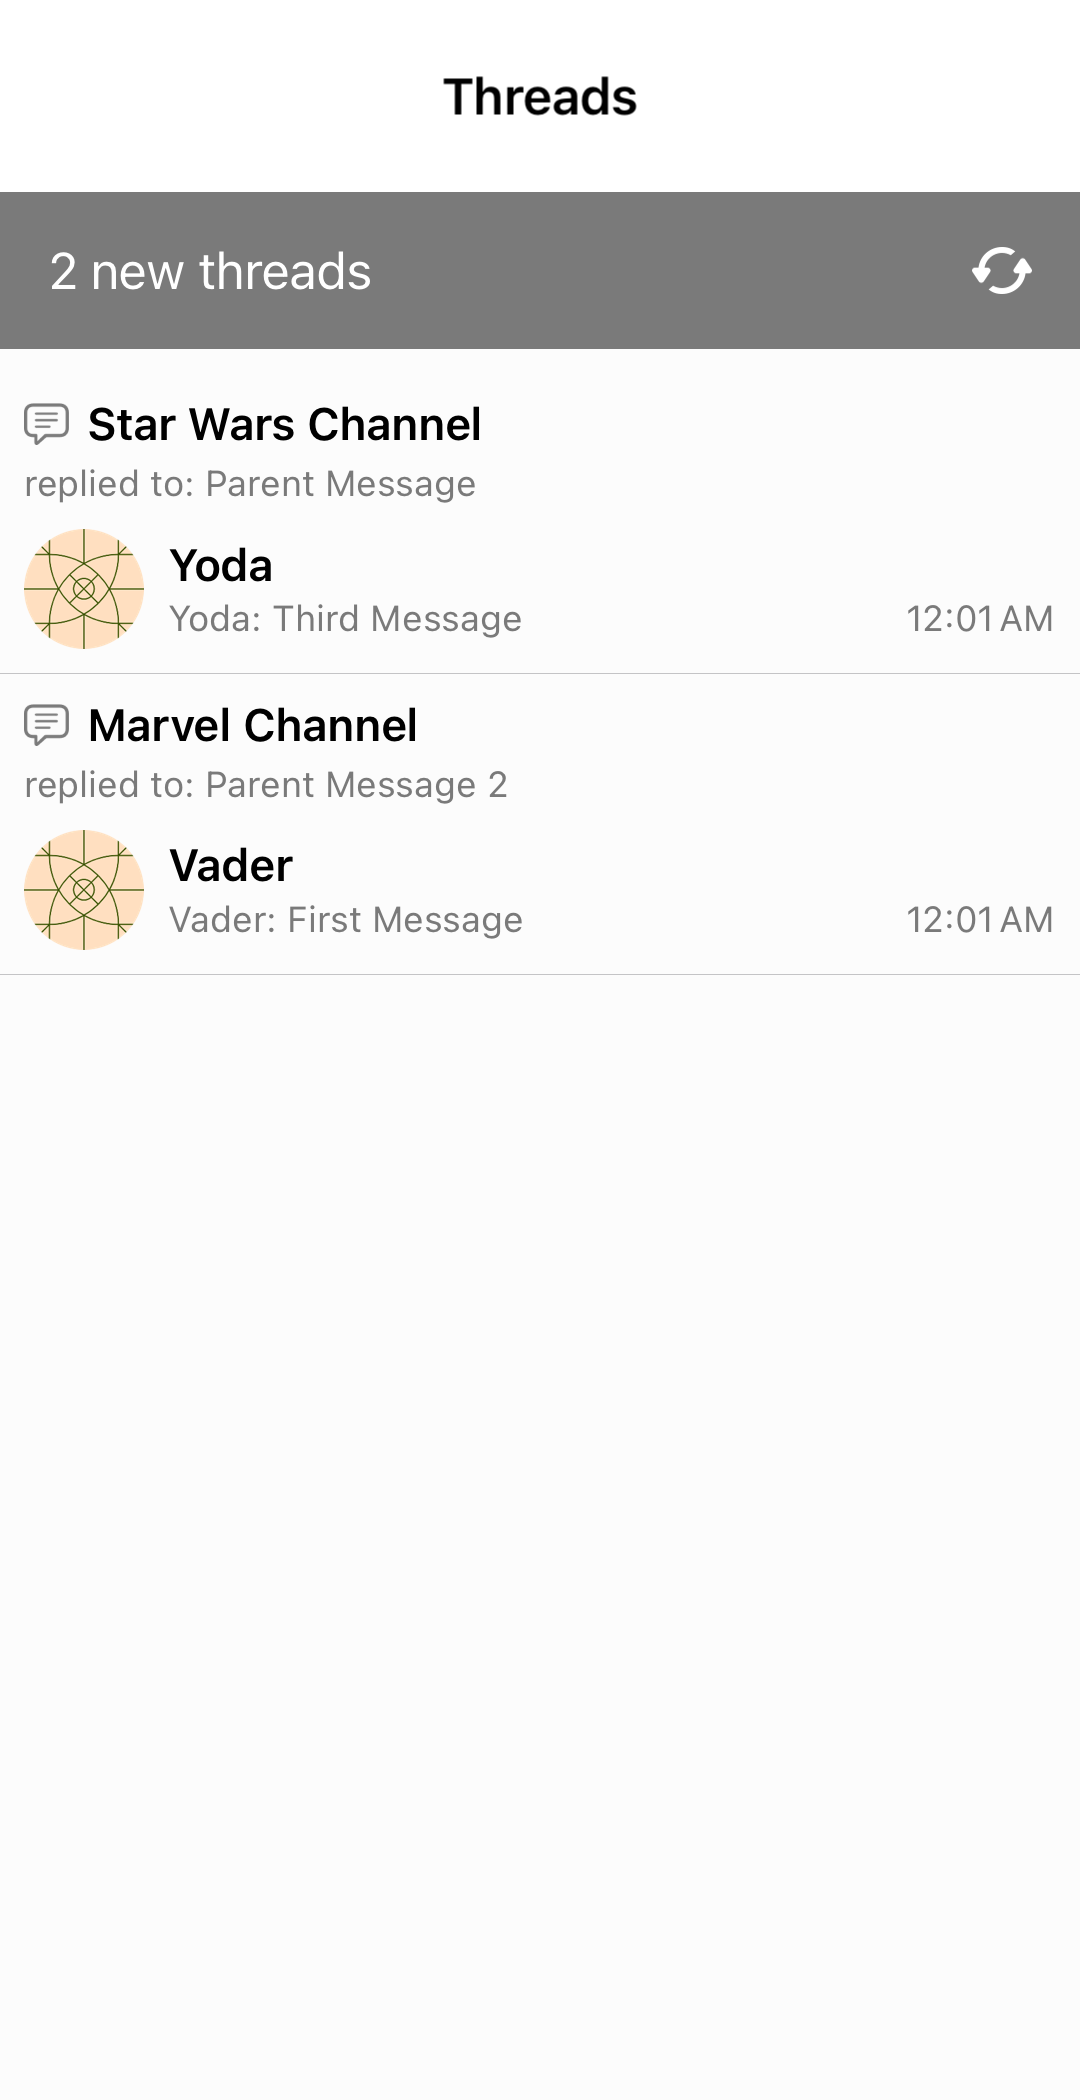 Threads
2 new threads
Star Wars Channel
replied to: Parent Message
Yoda
Yoda: Third Message
12:01 AM
Marvel Channel
replied to: Parent Message 2
Vader
Vader: First Message
12:01 AM